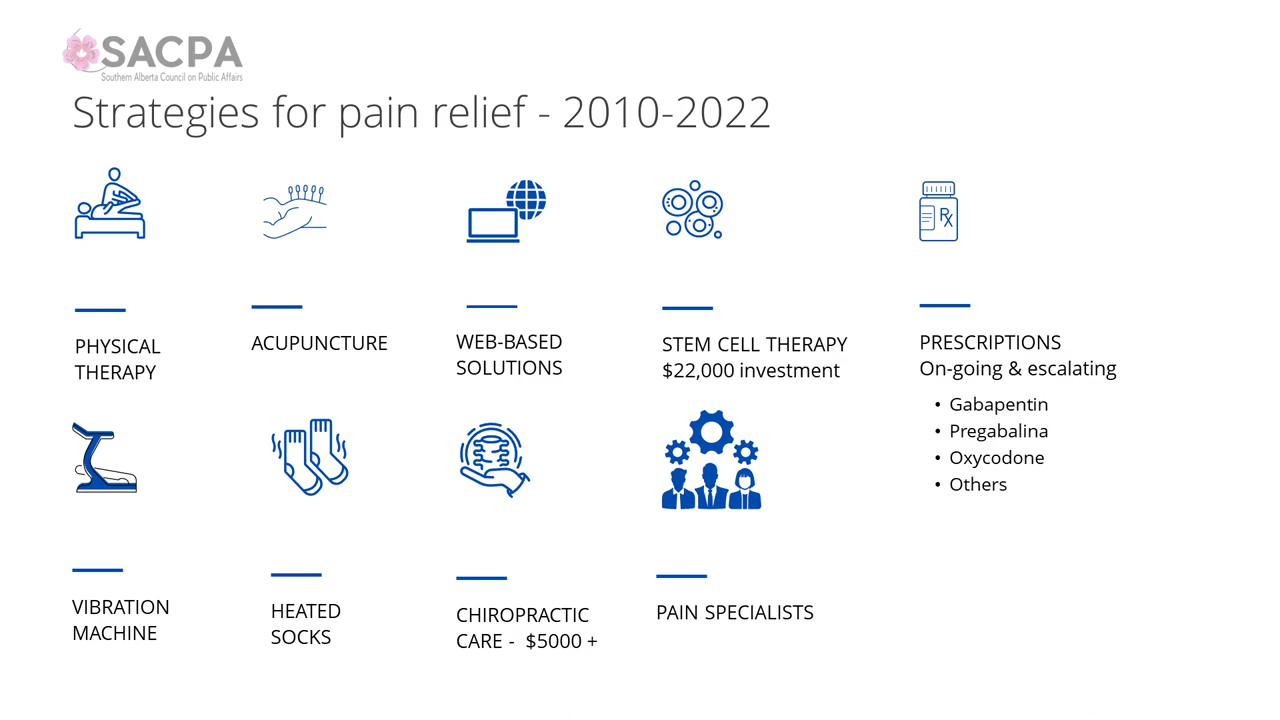 SACPA
Southern Alberta Council on Public Affairs
Strategies for pain relief - 2010-2022
PHYSICAL
THERAPY
ACUPUNCTURE
WEB-BASED
SOLUTIONS
STEM CELL THERAPY
$22,000 investment
RX
PRESCRIPTIONS
On-going & escalating
• Gabapentin
• Pregabalina
• Oxycodone
• Others
VIBRATION
MACHINE
HEATED
SOCKS
CHIROPRACTIC
CARE - $5000 +
PAIN SPECIALISTS